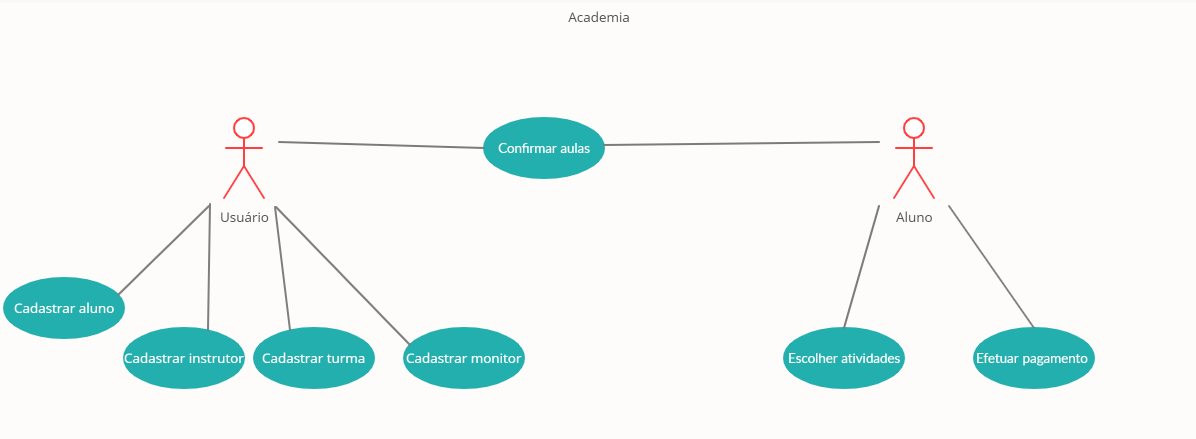 Academia
Confirmar aulas
Usuário
Aluno
Cadastrar aluno
Cadastrar instrutor
Cadastrar turma
Cadastrar monitor
Escolher atividades
Efetuar pagamento